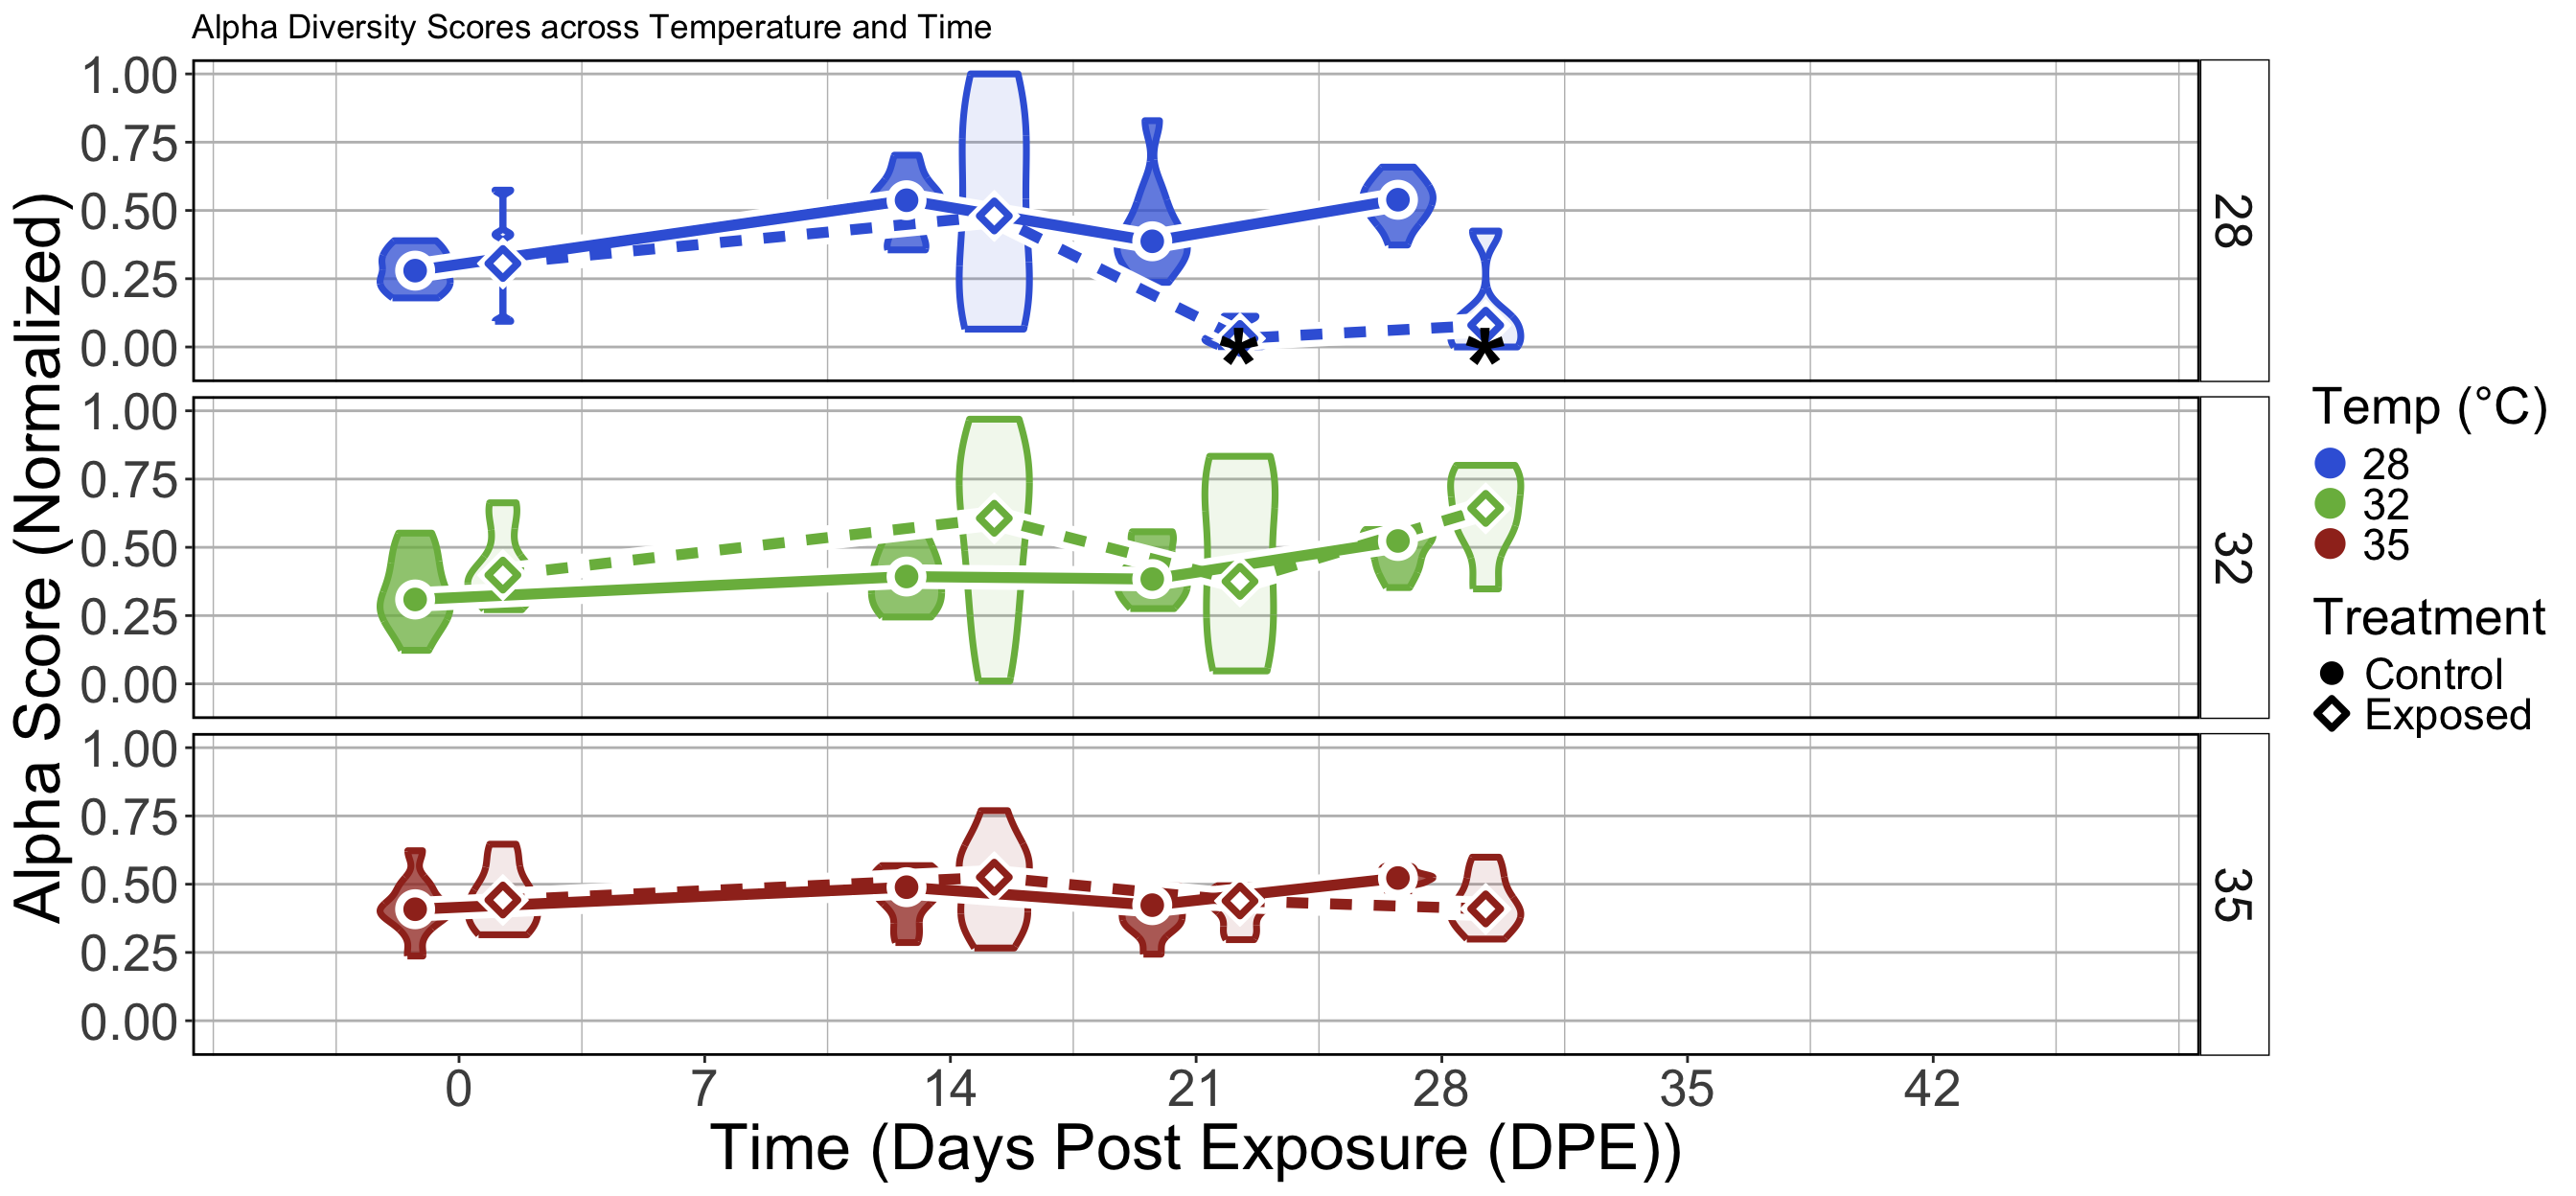 Alpha Diversity Scores across Temperature and Time
Alpha Score (Normalized)
1.00
0.75
0.50
0.25
0.00
28
*
*
1.00
0.75
0.50
0.25
0.00
32
1.00
0.75
0.50
0.25
0.00
35
0 7 14 21 28 35 42
Time (Days Post Exposure (DPE))
Temp (°C)
28
32
35
Treatment
Control
Exposed